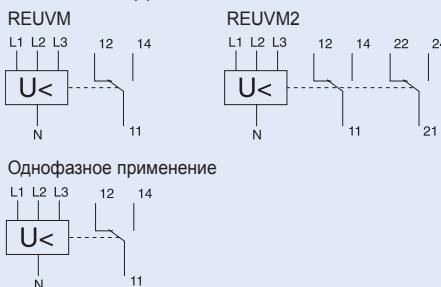 REUVM REUVM2
L1 L2 L3 12 14 L1 L2 L3 12 14 22
U< U<
N 11 N 11 21
Однофазное применение
L1 L2 L3 12 14
U<
N 11